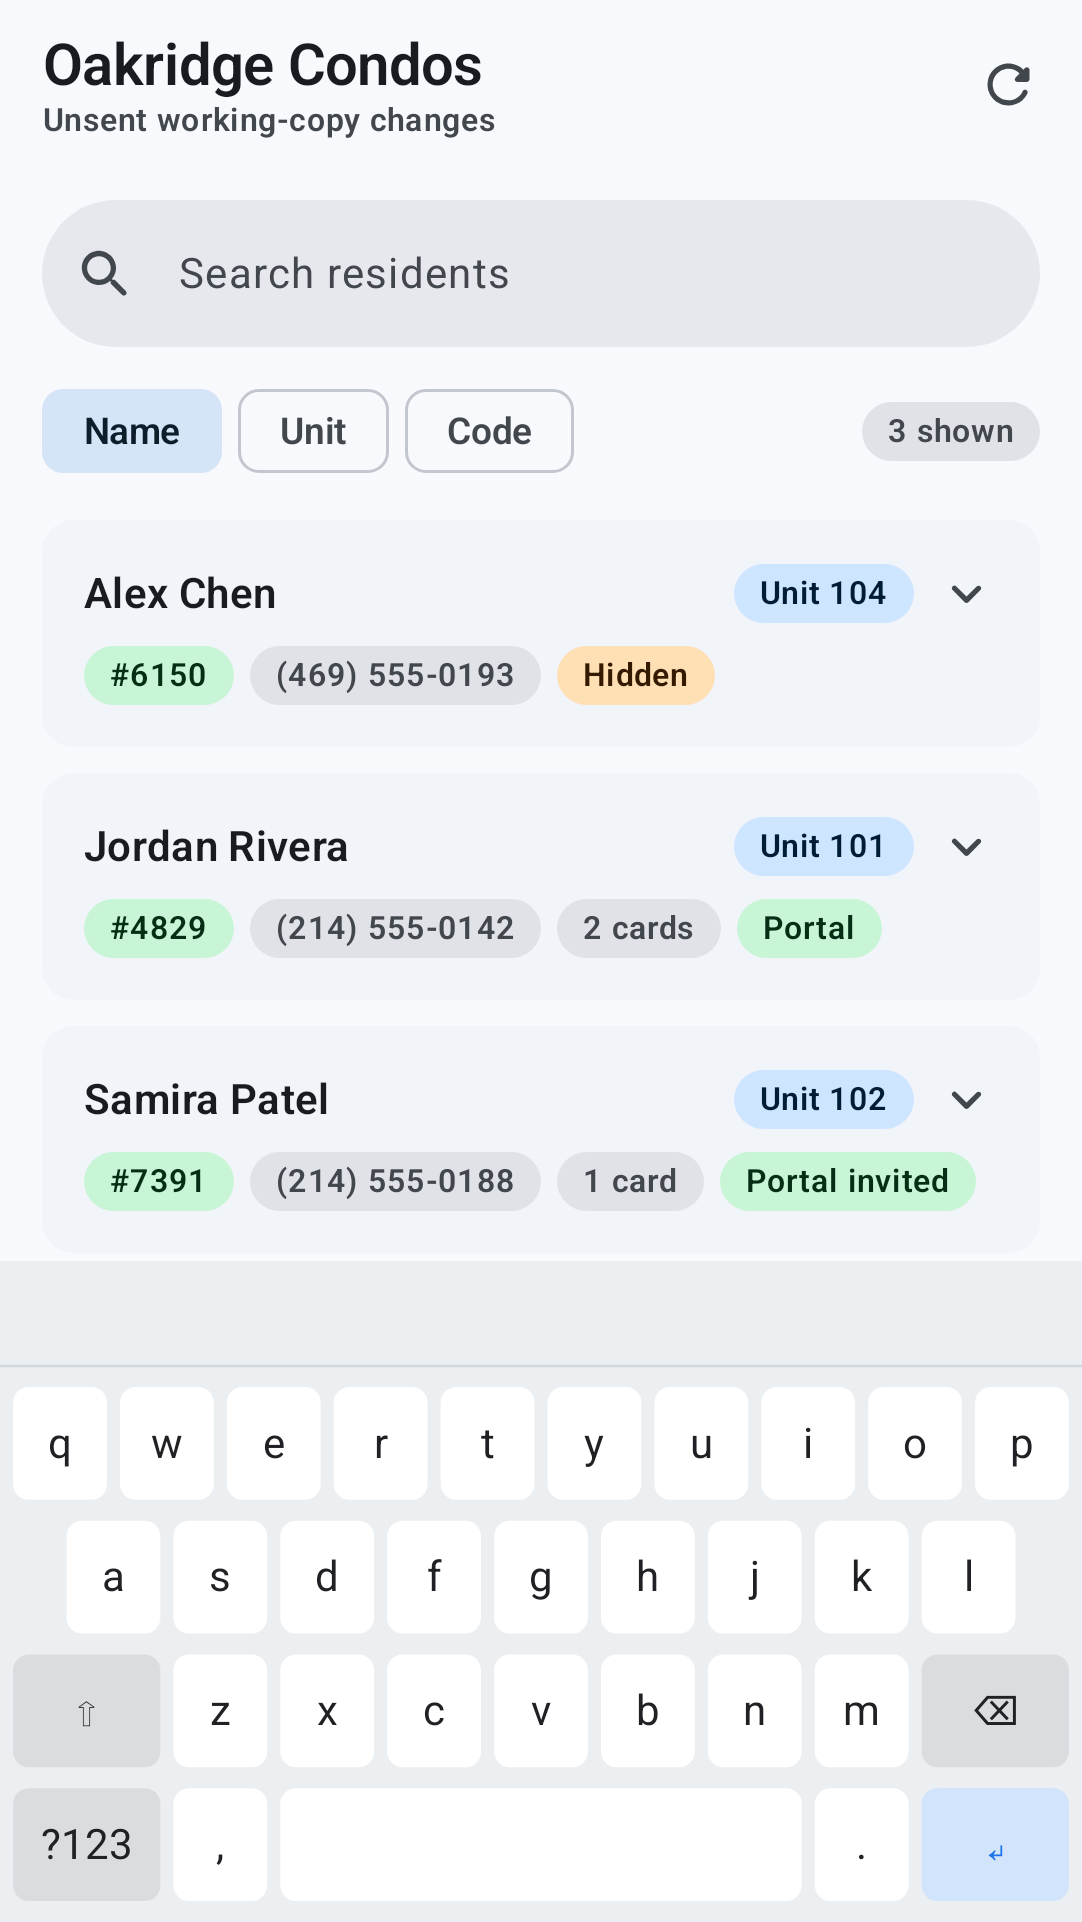 Oakridge Condos
Unsent working-copy changes
Search residents
Name Unit Code 3 shown
Alex Chen Unit 104
#6150 (469) 555-0193 Hidden
Jordan Rivera Unit 101
#4829 (214) 555-0142 2 cards Portal
Samira Patel Unit 102
#7391 (214) 555-0188 1 card Portal invited
q w e r t y u i o p
a s d f g h j k l
⇧ z x c v b n m ⌫
?123 , . ↵